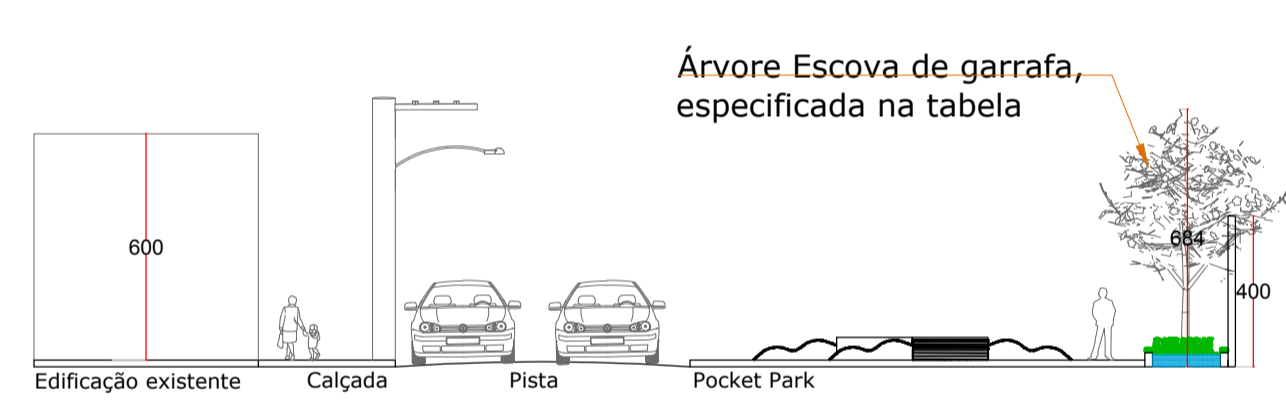 Árvore Escova de garrafa,
especificada na tabela
600
684
400
Edificação existente
Calçada
Pista
Pocket Park